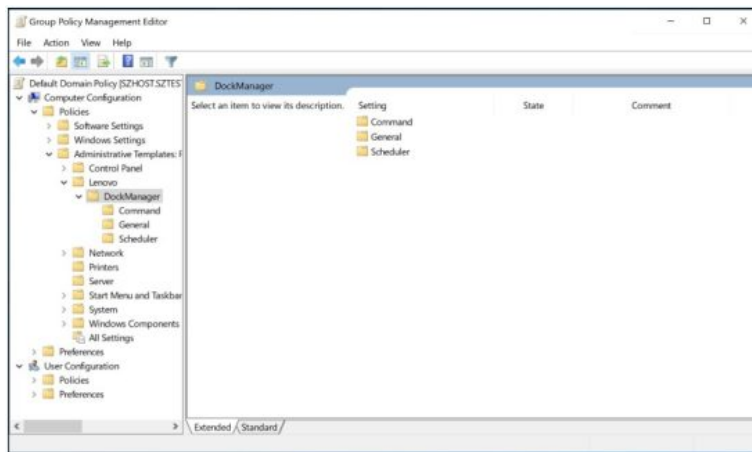 Group Policy Management Editor
File Action View Help
Default Domain Policy [SZHOST.SZTES
Computer Configuration
Policies
Software Settings
Windows Settings
Administrative Templates: P
Control Panel
Lenovo
DockManager
Command
General
Scheduler
Network
Printers
Server
Start Menu and Taskbar
System
Windows Components
All Settings
Preferences
User Configuration
Policies
Preferences
DockManager
Select an item to view its description.
Setting State Comment
Command
General
Scheduler
Extended Standard